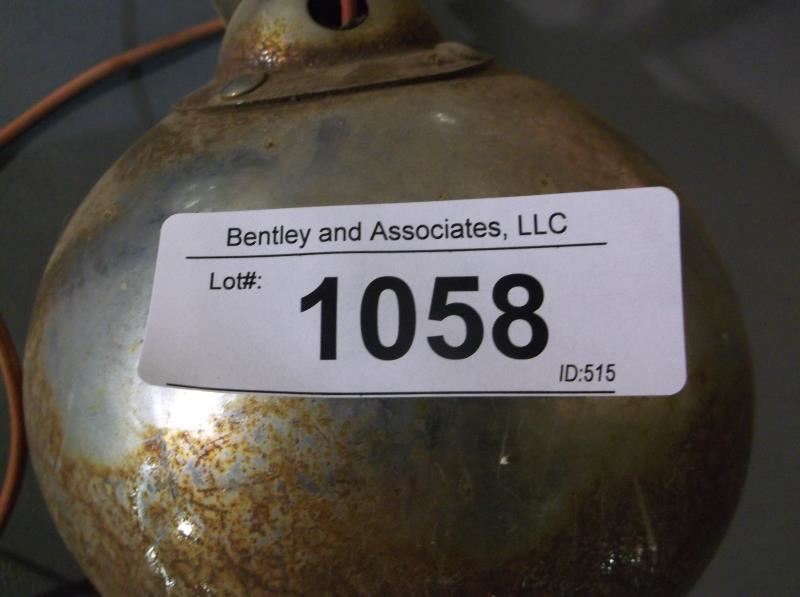 Bentley and Associates, LLC
Lot#:
1058
ID:515